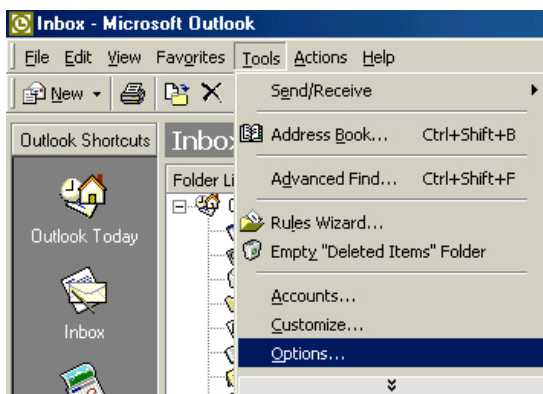 Inbox - Microsoft Outlook
File Edit View Favorites Tools Actions Help
New
Send/Receive
Outlook Shortcuts
Inbo
Address Book... Ctrl+Shift+B
Folder Li
Advanced Find... Ctrl+Shift+F
Outlook Today
Rules Wizard...
Empty "Deleted Items" Folder
Accounts...
Inbox
Customize...
Options...